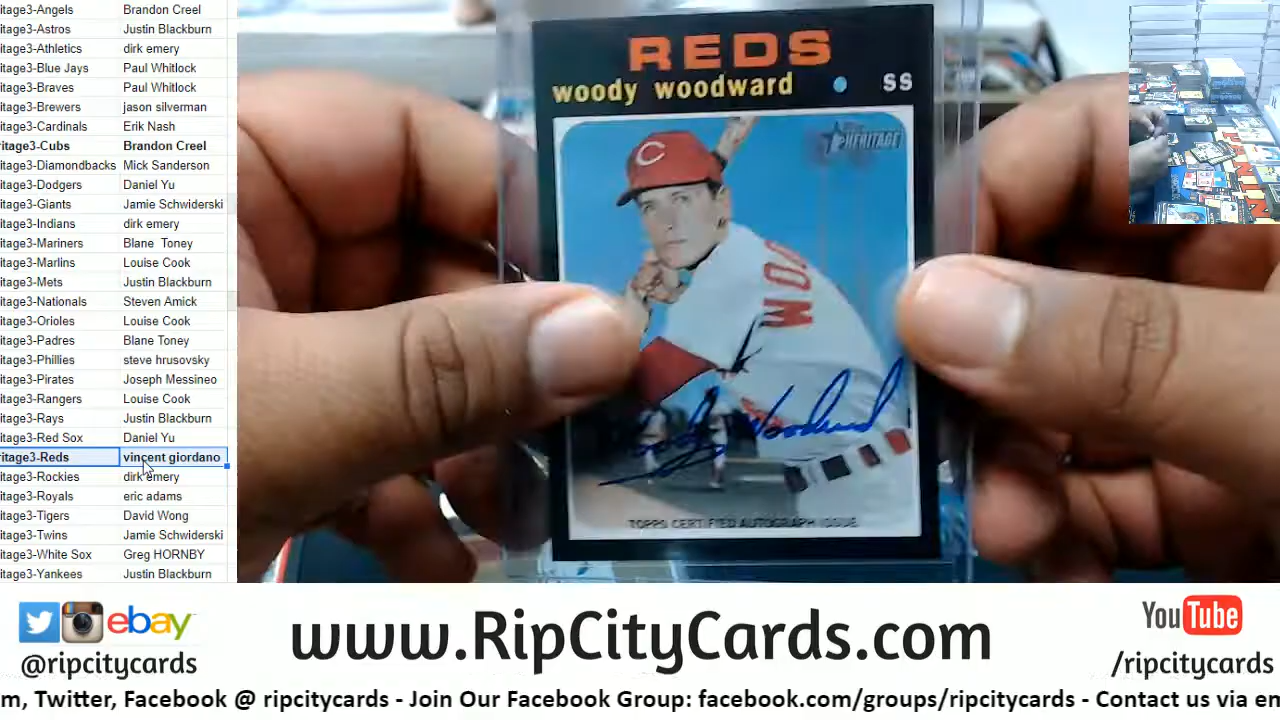 itage3-Angels Brandon Creel
itage3-Astros Justin Blackburn
itage3-Athletics dirk emery
itage3-Blue Jays Paul Whitlock
itage3-Braves Paul Whitlock
itage3-Brewers jason silverman
itage3-Cardinals Erik Nash
ritage3-Cubs Brandon Creel
itage3-Diamondbacks Mick Sanderson
itage3-Dodgers Daniel Yu
itage3-Giants Jamie Schwiderski
itage3-Indians dirk emery
itage3-Mariners Blane Toney
itage3-Marlins Louise Cook
itage3-Mets Justin Blackburn
itage3-Nationals Steven Amick
itage3-Orioles Louise Cook
itage3-Padres Blane Toney
itage3-Phillies steve hrusovsky
itage3-Pirates Joseph Messineo
itage3-Rangers Louise Cook
itage3-Rays Justin Blackburn
itage3-Red Sox Daniel Yu
ritage3-Reds vincent giordano
itage3-Rockies dirk emery
itage3-Royals eric adams
itage3-Tigers David Wong
itage3-Twins Jamie Schwiderski
itage3-White Sox Greg HORNBY
itage3-Yankees Justin Blackburn
REDS
woody woodward • SS
HERITAGE
C
WOO
Woody Woodward
TOPPS CERTIFIED AUTOGRAPH ISSUE
ebay
@ripcitycards
www.RipCityCards.com
YouTube
/ripcitycards
m, Twitter, Facebook @ ripcitycards - Join Our Facebook Group: facebook.com/groups/ripcitycards - Contact us via en